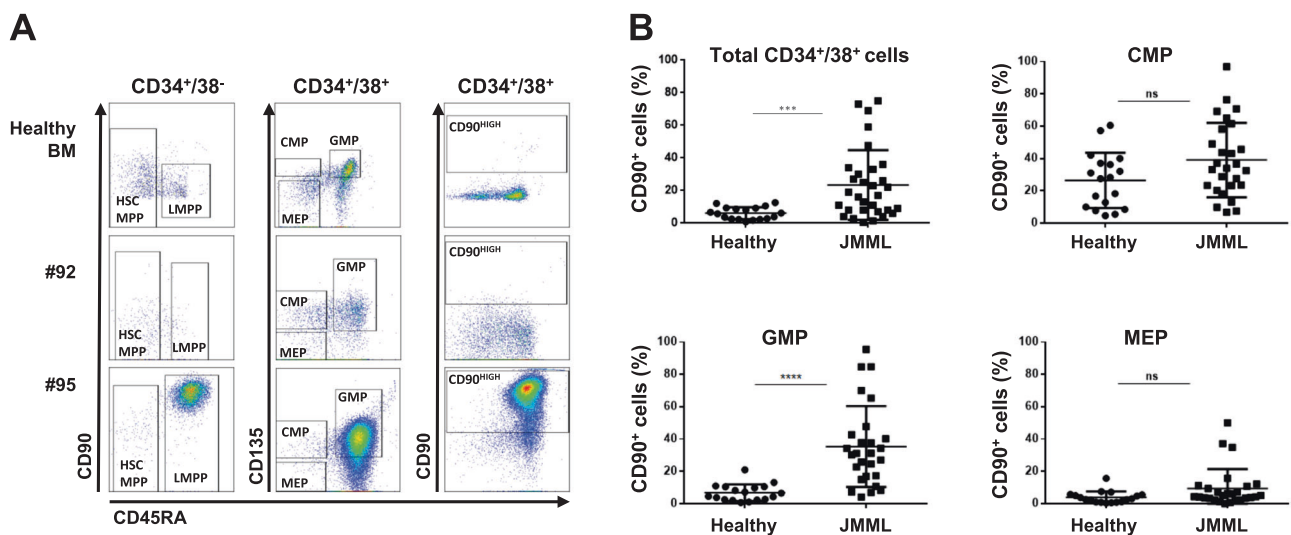 A
CD34⁺/38⁻ CD34⁺/38⁺ CD34⁺/38⁺
Healthy BM
HSC MPP LMPP
CMP GMP MEP
CD90ᴴᴵᴳᴴ
#92
HSC MPP LMPP
GMP CMP MEP
CD90ᴴᴵᴳᴴ
#95
HSC MPP LMPP
GMP CMP MEP
CD90ᴴᴵᴳᴴ
CD90
CD135
CD90
CD45RA
B
Total CD34⁺/38⁺ cells
CD90⁺ cells (%)
100
80
60
40
20
0
***
Healthy JMML
CMP
CD90⁺ cells (%)
100
80
60
40
20
0
ns
Healthy JMML
GMP
CD90⁺ cells (%)
100
80
60
40
20
0
****
Healthy JMML
MEP
CD90⁺ cells (%)
100
80
60
40
20
0
ns
Healthy JMML